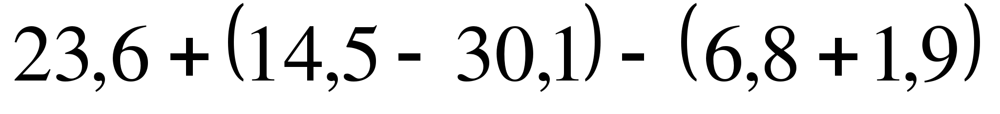 23,6 + (14,5 - 30,1) - (6,8 + 1,9)